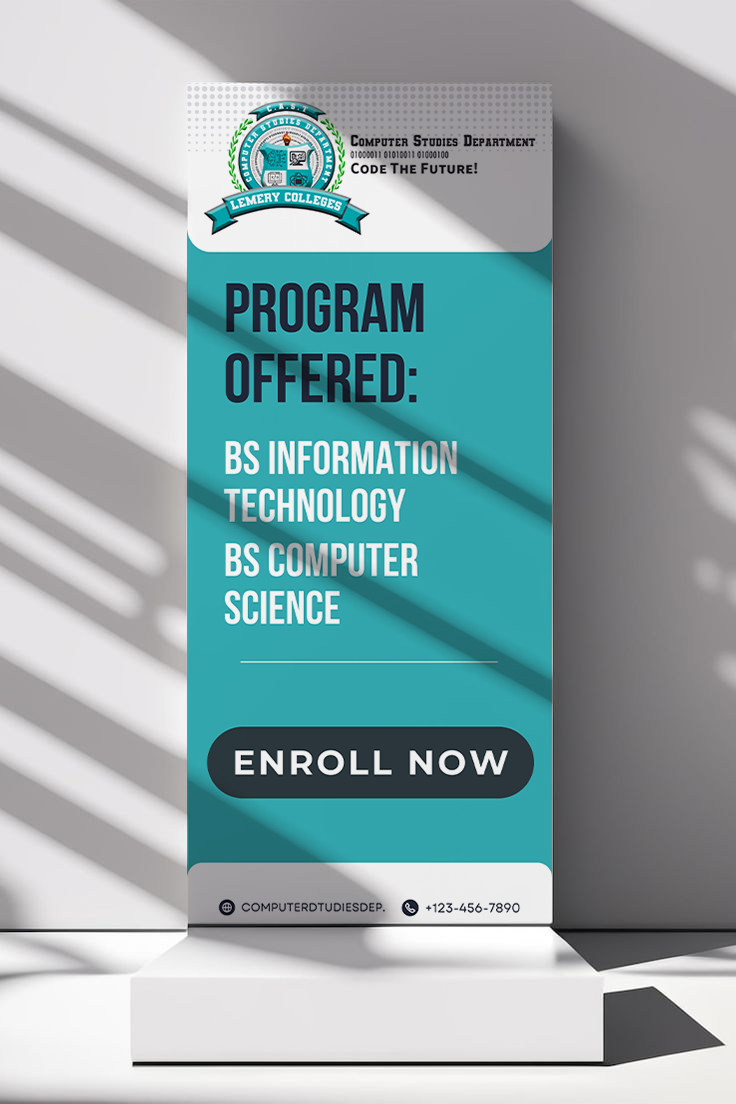 C.A.S.T
COMPUTER STUDIES DEPARTMENT
LEMERY COLLEGES
COMPUTER STUDIES DEPARTMENT
01000011 01010011 01000100
CODE THE FUTURE!
PROGRAM
OFFERED:
BS INFORMATION
TECHNOLOGY
BS COMPUTER
SCIENCE
ENROLL NOW
COMPUTERDTUDIESDEP. +123-456-7890